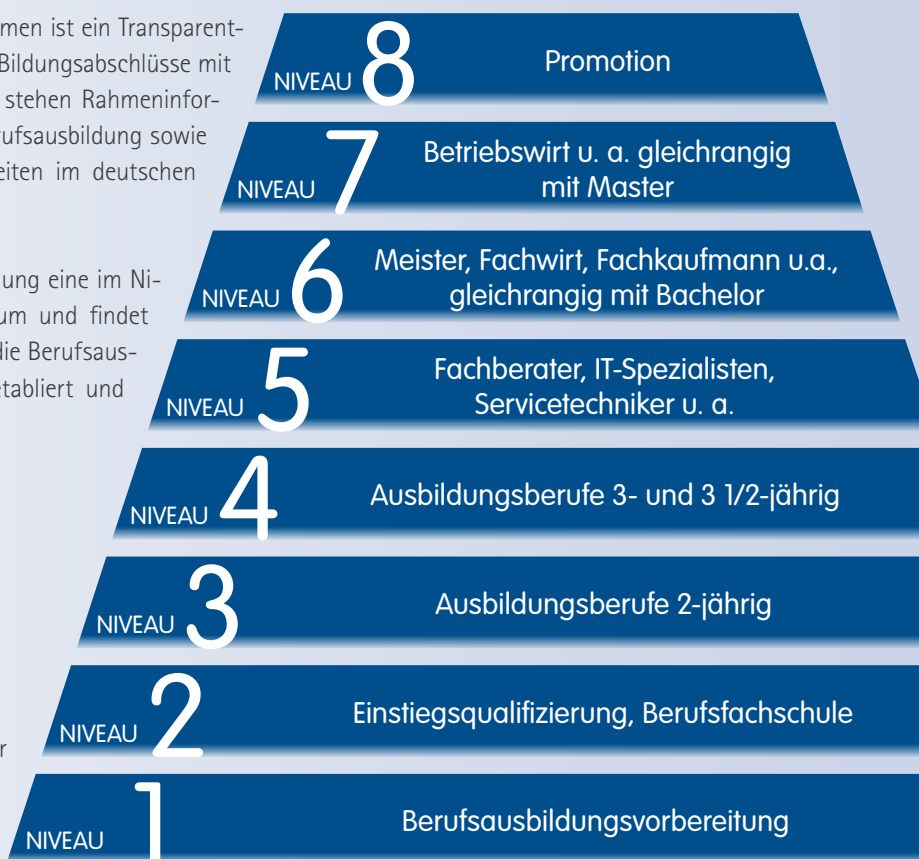 men ist ein Transparent-
Bildungsabschlüsse mit
stehen Rahmeninfor-
rufsausbildung sowie
eiten im deutschen
ung eine im Ni-
um und findet
die Berufsaus-
etabliert und
r
NIVEAU 8 Promotion
NIVEAU 7 Betriebswirt u. a. gleichrangig
mit Master
NIVEAU 6 Meister, Fachwirt, Fachkaufmann u.a.,
gleichrangig mit Bachelor
NIVEAU 5 Fachberater, IT-Spezialisten,
Servicetechniker u. a.
NIVEAU 4 Ausbildungsberufe 3- und 3 1/2-jährig
NIVEAU 3 Ausbildungsberufe 2-jährig
NIVEAU 2 Einstiegsqualifizierung, Berufsfachschule
NIVEAU 1 Berufsausbildungsvorbereitung